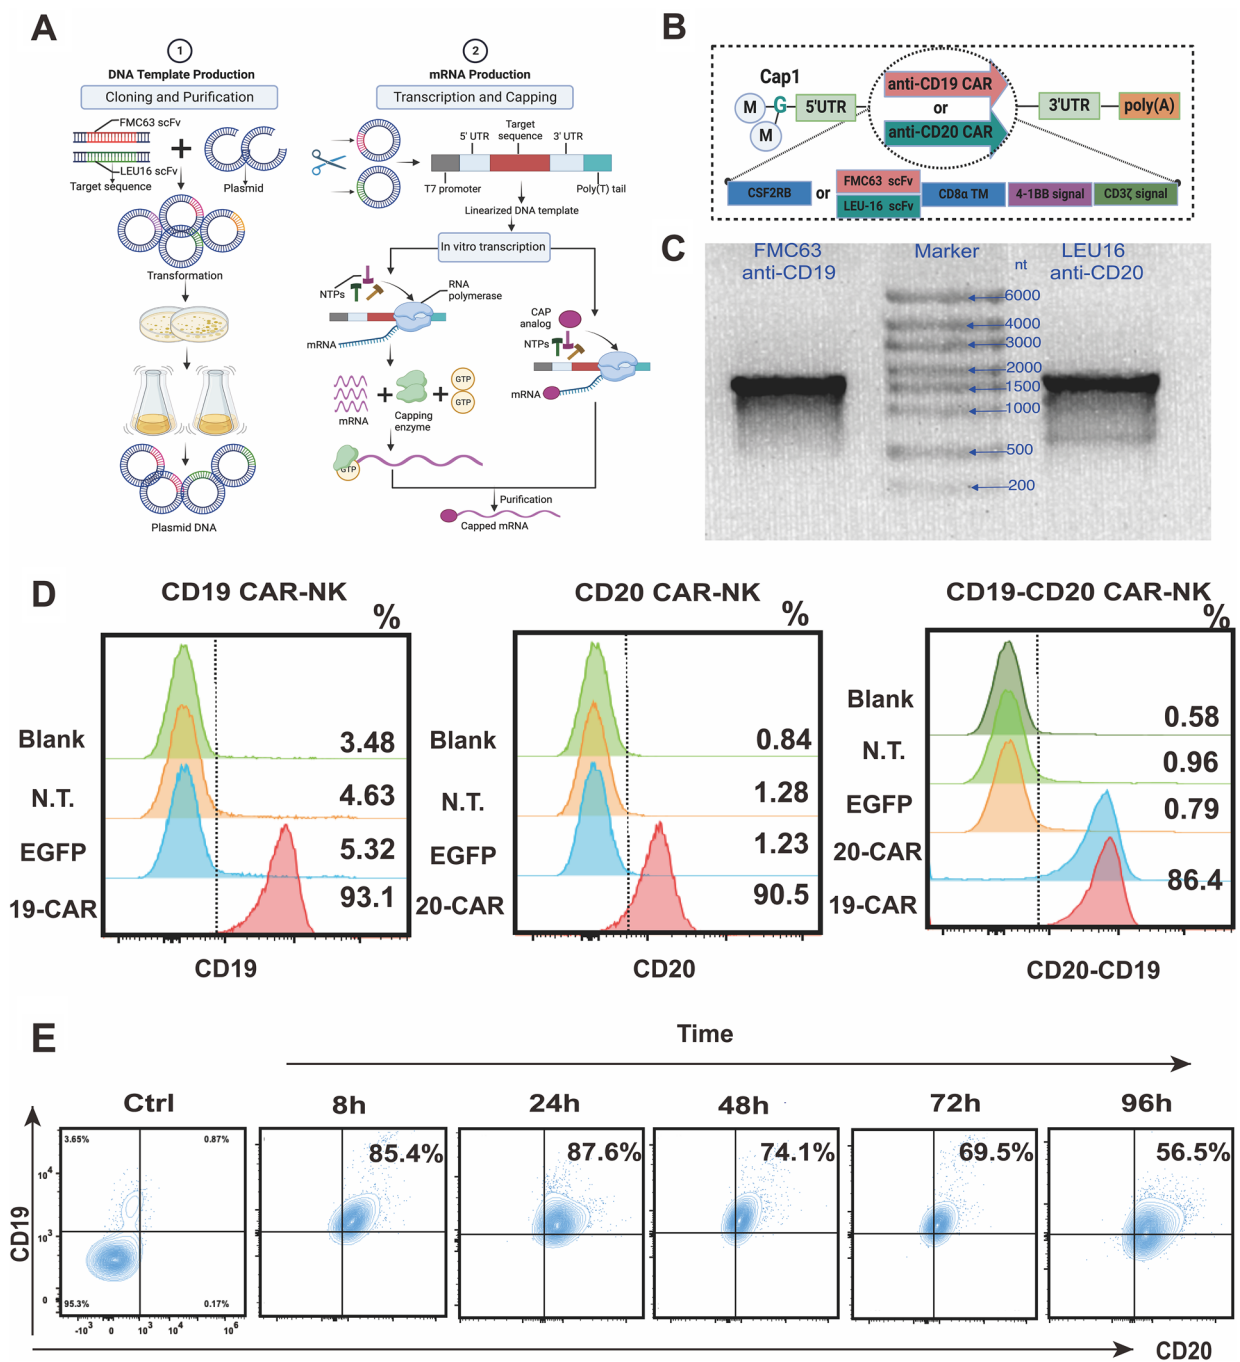 A
1
DNA Template Production
Cloning and Purification
FMC63 scFv
LEU16 scFv
Target sequence
Plasmid
Transformation
Plasmid DNA
2
mRNA Production
Transcription and Capping
5' UTR
Target
sequence
3' UTR
T7 promoter
Poly(T) tail
Linearized DNA template
In vitro transcription
NTPs
RNA
polymerase
mRNA
CAP
analog
NTPs
mRNA
mRNA
Capping
enzyme
GTP
GTP
GTP
Purification
Capped mRNA
B
Cap1
M
G
M
5'UTR
anti-CD19 CAR
or
anti-CD20 CAR
3'UTR
poly(A)
CSF2RB
or
FMC63 scFv
LEU-16 scFv
CD8α TM
4-1BB signal
CD3ζ signal
C
FMC63
anti-CD19
Marker
nt
LEU16
anti-CD20
6000
4000
3000
2000
1500
1000
500
200
D
CD19 CAR-NK
%
Blank
3.48
N.T.
4.63
EGFP
5.32
19-CAR
93.1
CD19
CD20 CAR-NK
%
Blank
0.84
N.T.
1.28
EGFP
1.23
20-CAR
90.5
CD20
CD19-CD20 CAR-NK
%
Blank
0.58
N.T.
0.96
EGFP
0.79
20-CAR
86.4
19-CAR
CD20-CD19
E
Time
Ctrl
8h
24h
48h
72h
96h
3.65%
0.87%
95.3%
0.17%
85.4%
87.6%
74.1%
69.5%
56.5%
CD19
10⁴
10³
0
-10³
0
10³
10⁴
10⁶
CD20